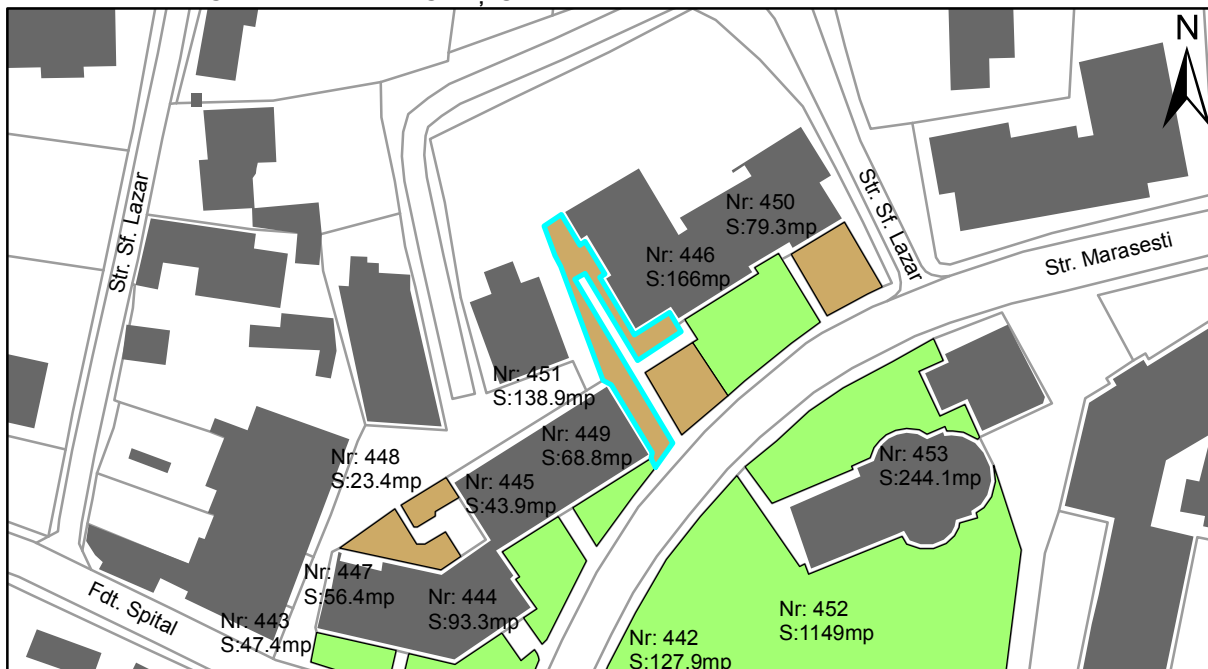 N
Str. Sf. Lazar
Str. Sf. Lazar
Str. Marasesti
Nr: 450
S:79.3mp
Nr: 446
S:166mp
Nr: 451
S:138.9mp
Nr: 449
S:68.8mp
Nr: 448
S:23.4mp
Nr: 445
S:43.9mp
Nr: 453
S:244.1mp
Nr: 447
S:56.4mp
Nr: 444
S:93.3mp
Fdt. Spital
Nr: 443
S:47.4mp
Nr: 452
S:1149mp
Nr: 442
S:127.9mp